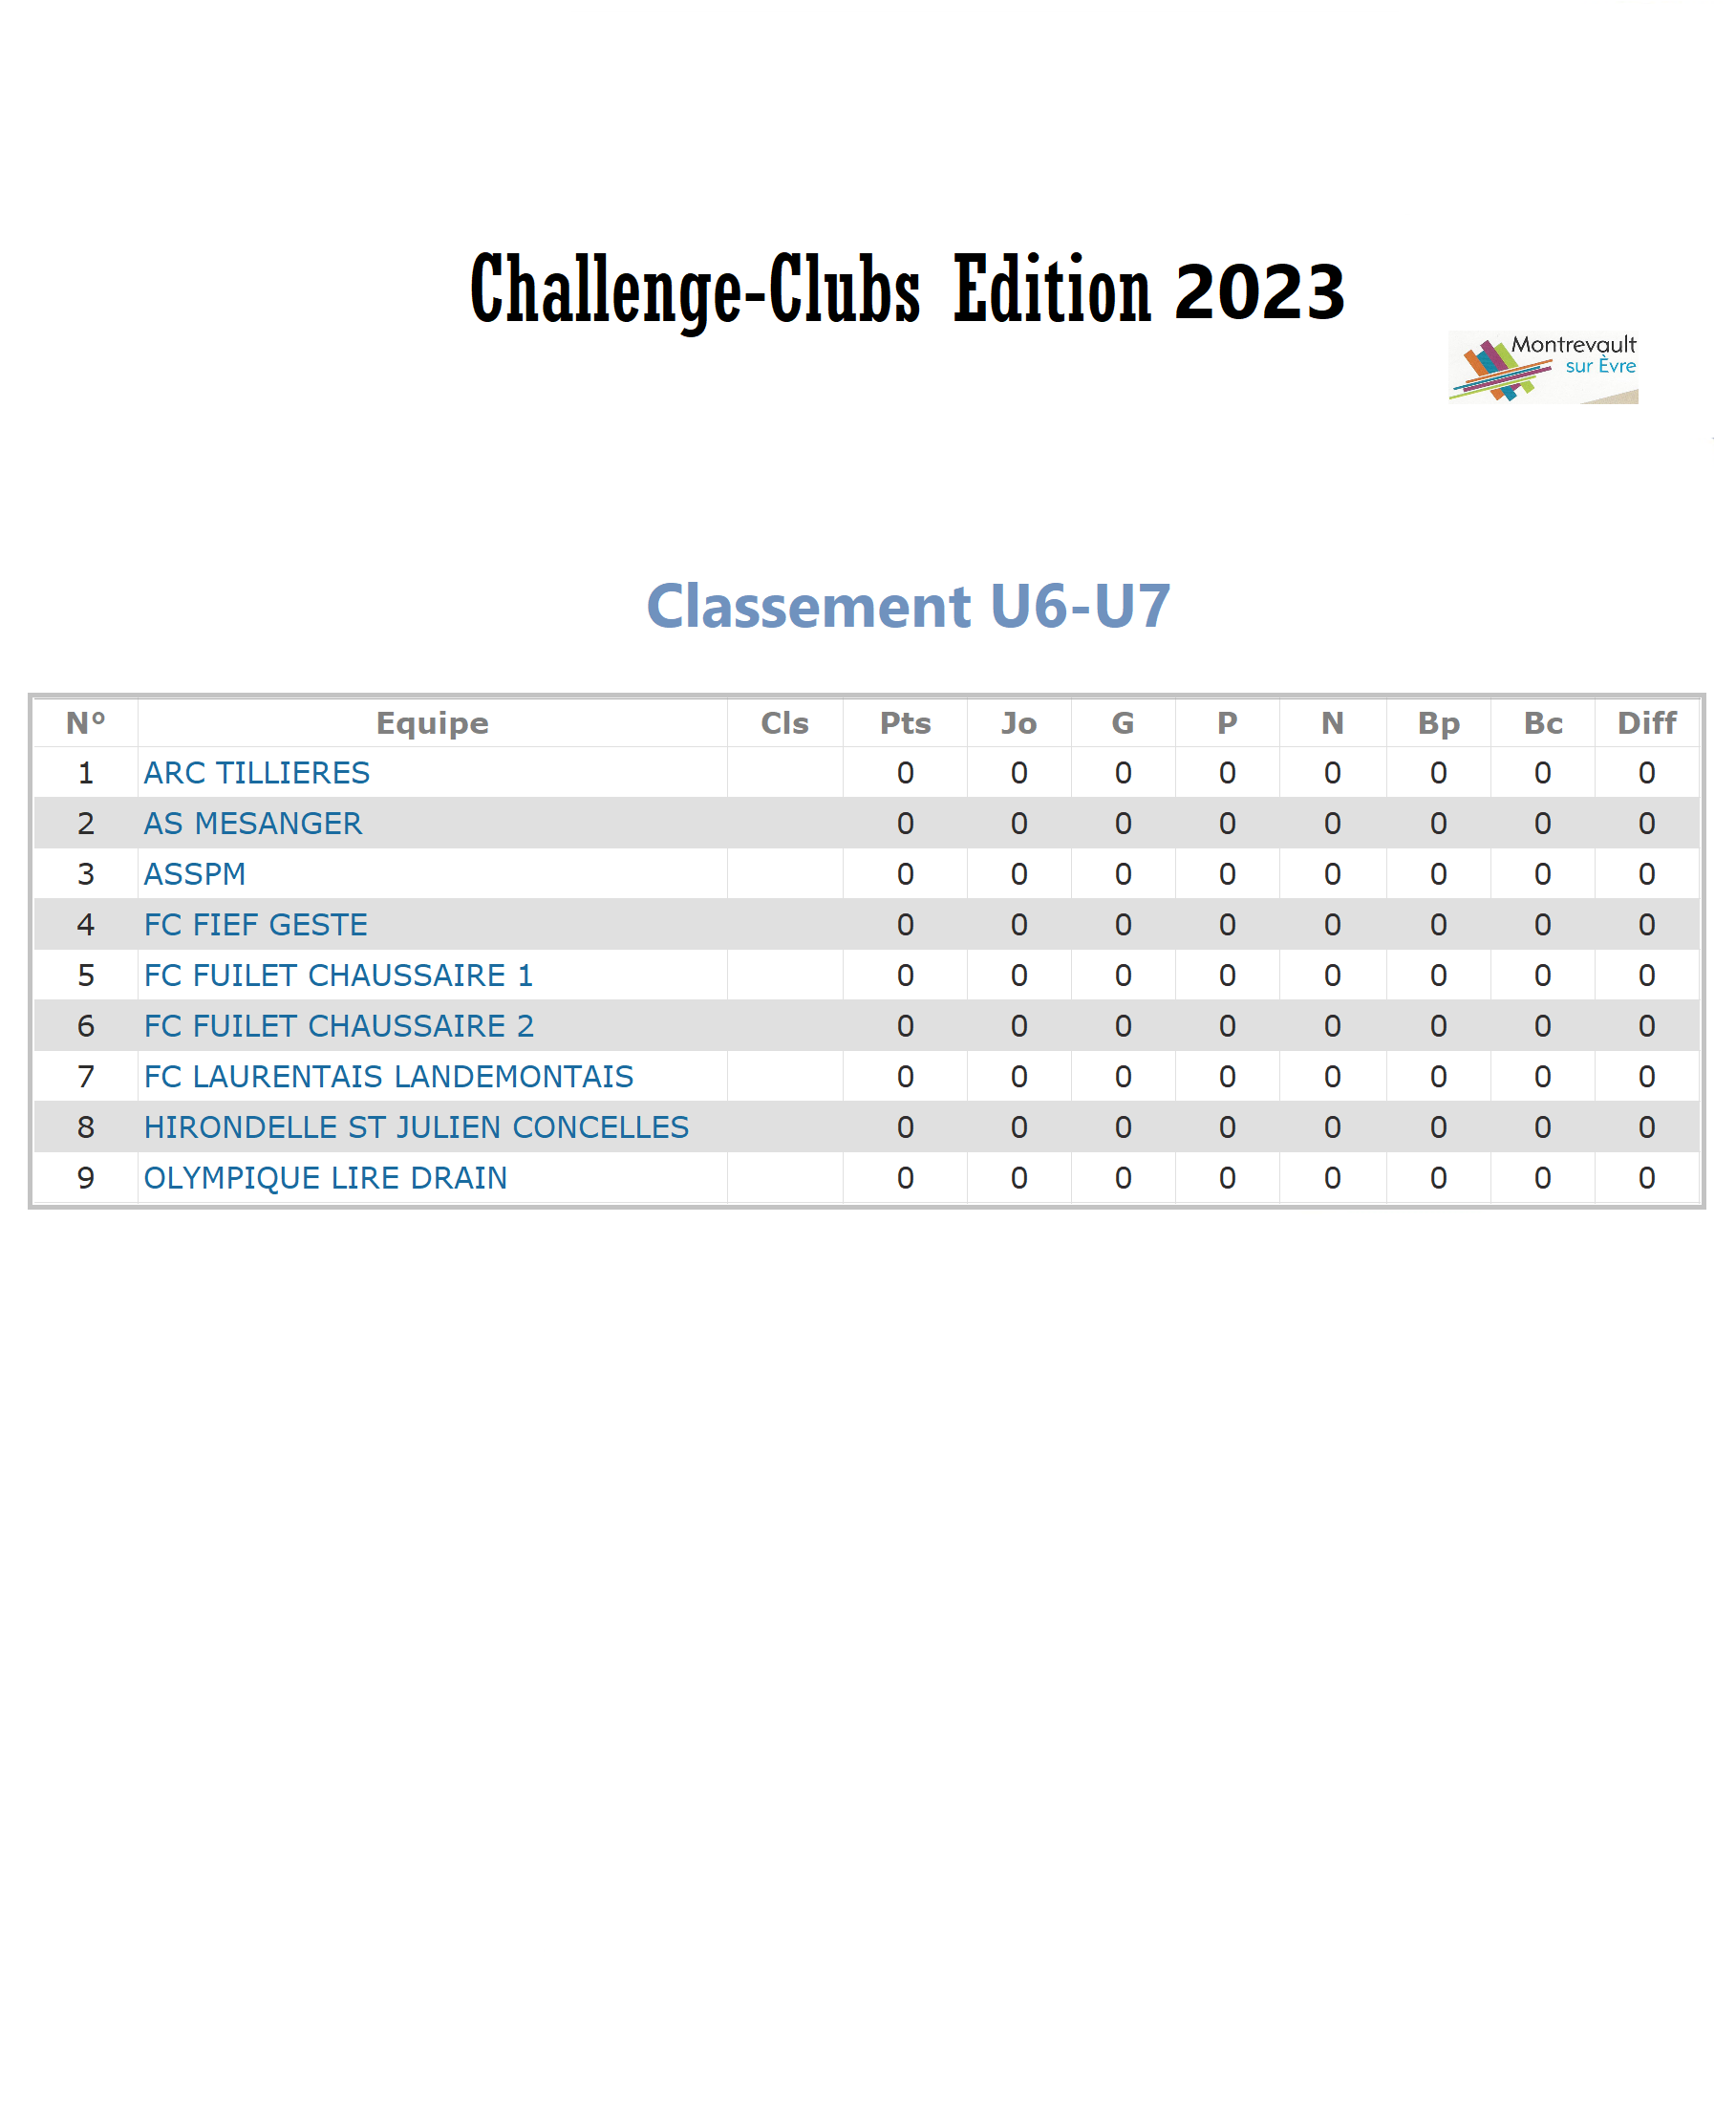 Challenge-Clubs Edition 2023
Montrevault
sur Èvre
Classement U6-U7
N° Equipe Cls Pts Jo G P N Bp Bc Diff
1 ARC TILLIERES 0 0 0 0 0 0 0 0
2 AS MESANGER 0 0 0 0 0 0 0 0
3 ASSPM 0 0 0 0 0 0 0 0
4 FC FIEF GESTE 0 0 0 0 0 0 0 0
5 FC FUILET CHAUSSAIRE 1 0 0 0 0 0 0 0 0
6 FC FUILET CHAUSSAIRE 2 0 0 0 0 0 0 0 0
7 FC LAURENTAIS LANDEMONTAIS 0 0 0 0 0 0 0 0
8 HIRONDELLE ST JULIEN CONCELLES 0 0 0 0 0 0 0 0
9 OLYMPIQUE LIRE DRAIN 0 0 0 0 0 0 0 0